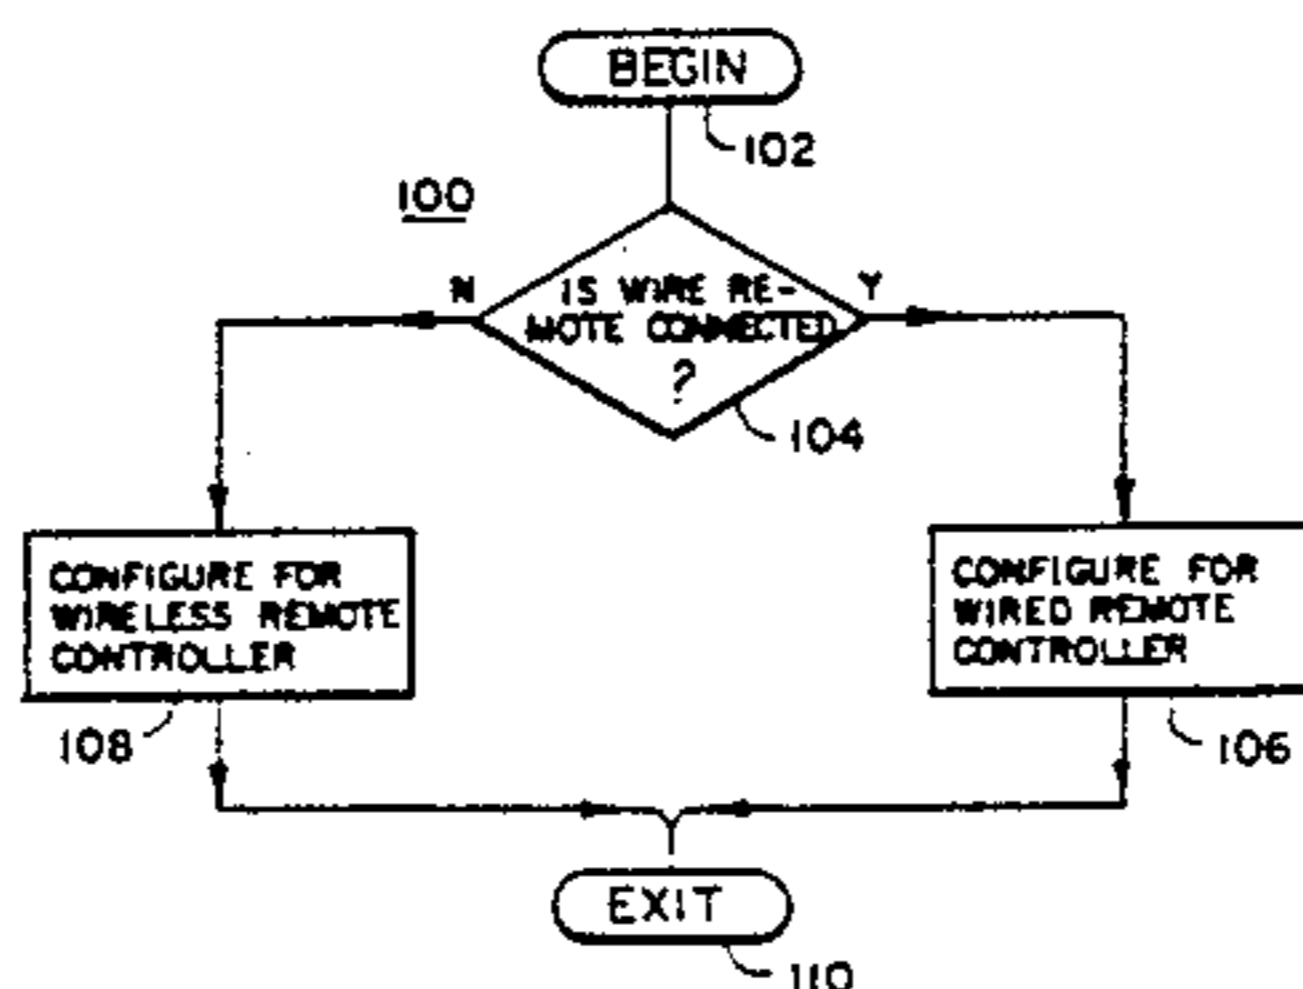 BEGIN
102
100
N
IS WIRE RE-
MOTE CONNECTED
?
Y
104
CONFIGURE FOR
WIRELESS REMOTE
CONTROLLER
108
CONFIGURE FOR
WIRED REMOTE
CONTROLLER
106
EXIT
110